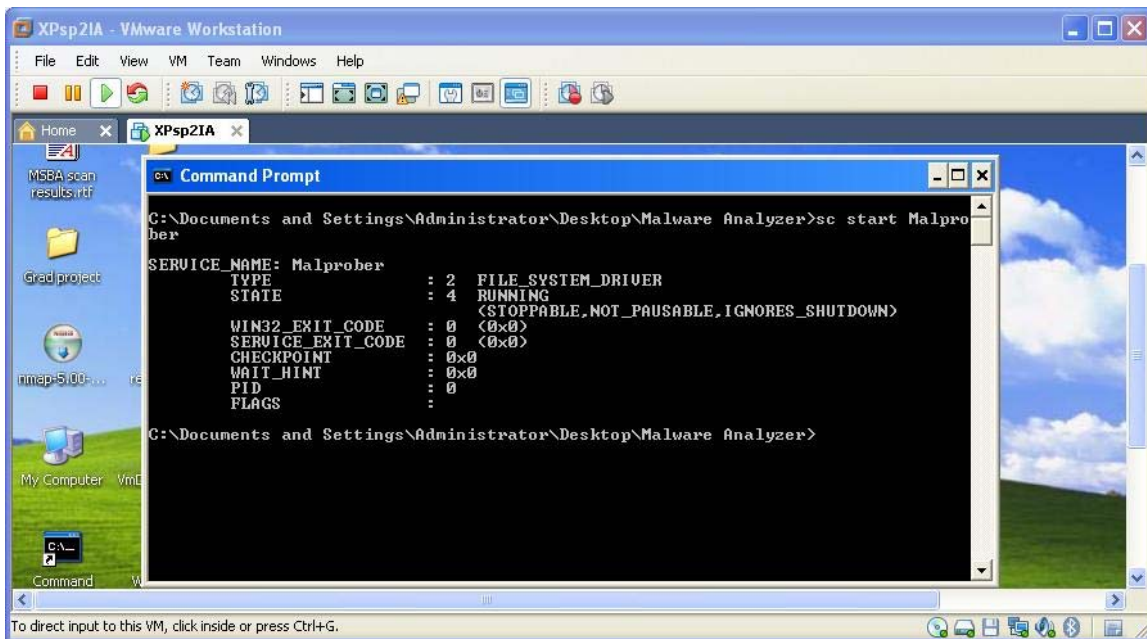 XPsp2IA - VMware Workstation
File Edit View VM Team Windows Help
Home XPsp2IA
MSBA scan
results.rtf
Command Prompt
C:\Documents and Settings\Administrator\Desktop\Malware Analyzer>sc start Malpro
ber
SERVICE_NAME: Malprober
TYPE : 2 FILE_SYSTEM_DRIVER
STATE : 4 RUNNING
(STOPPABLE,NOT_PAUSABLE,IGNORES_SHUTDOWN)
WIN32_EXIT_CODE : 0 (0x0)
SERVICE_EXIT_CODE : 0 (0x0)
CHECKPOINT : 0x0
WAIT_HINT : 0x0
PID : 0
FLAGS :
C:\Documents and Settings\Administrator\Desktop\Malware Analyzer>
Grad project
nmap-5.00-... re
My Computer VmD
C:\_
Command W
To direct input to this VM, click inside or press Ctrl+G.